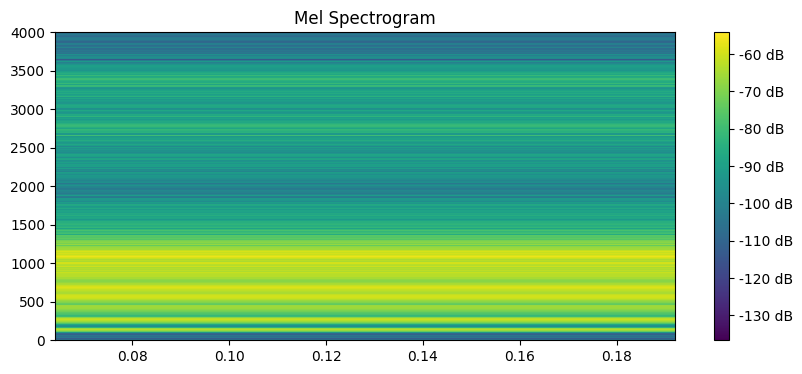 Mel Spectrogram
4000
3500
3000
2500
2000
1500
1000
500
0
0.08 0.10 0.12 0.14 0.16 0.18
-60 dB
-70 dB
-80 dB
-90 dB
-100 dB
-110 dB
-120 dB
-130 dB